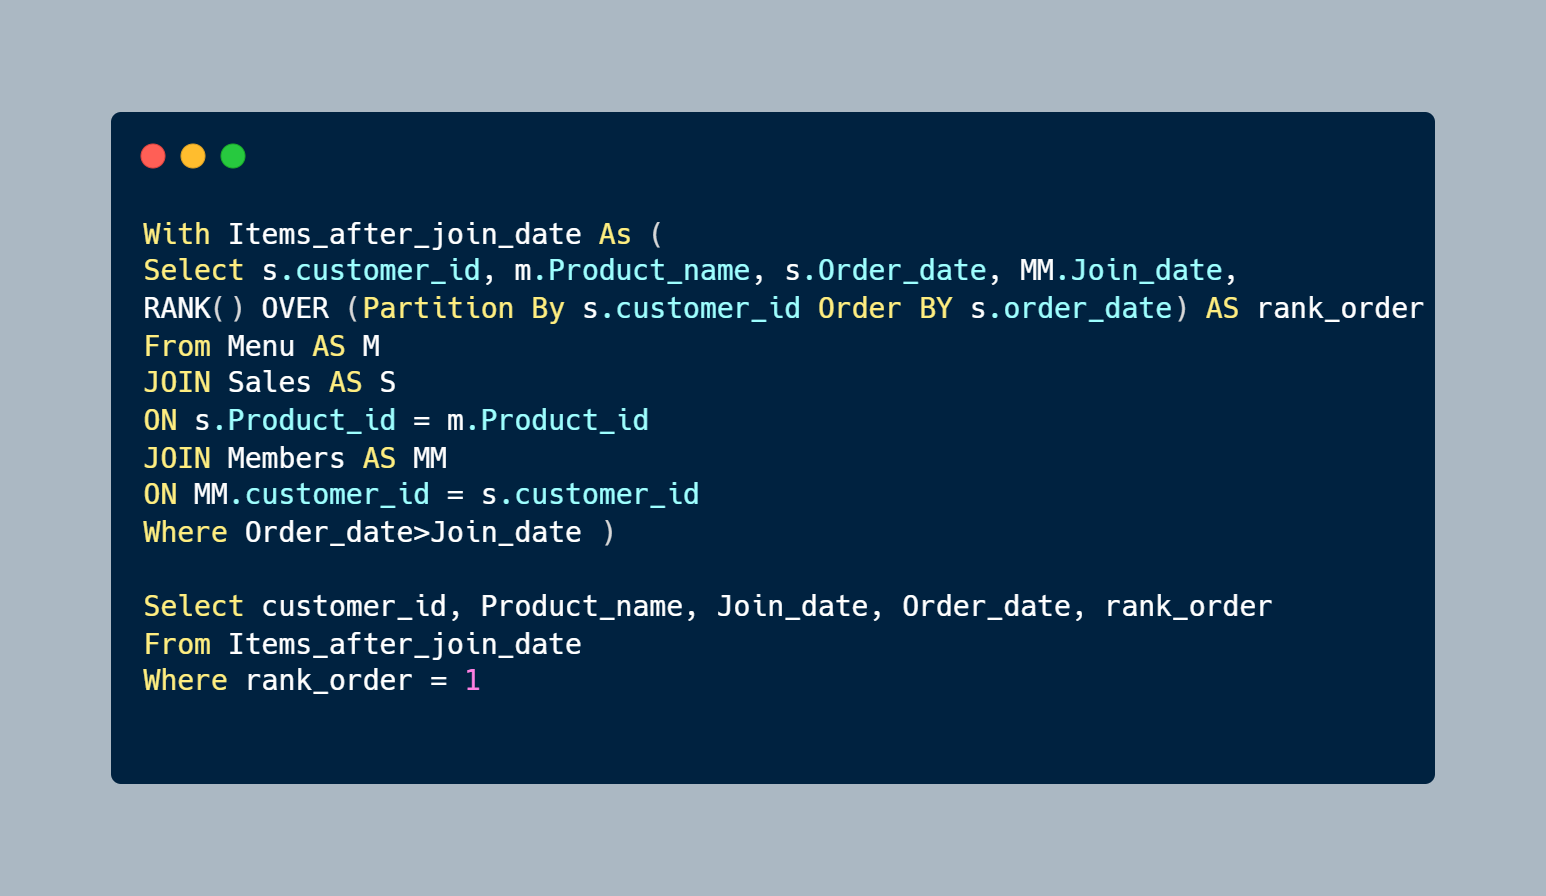 With Items_after_join_date As (
Select s.customer_id, m.Product_name, s.Order_date, MM.Join_date,
RANK() OVER (Partition By s.customer_id Order BY s.order_date) AS rank_order
From Menu AS M
JOIN Sales AS S
ON s.Product_id = m.Product_id
JOIN Members AS MM
ON MM.customer_id = s.customer_id
Where Order_date>Join_date )
Select customer_id, Product_name, Join_date, Order_date, rank_order
From Items_after_join_date
Where rank_order = 1